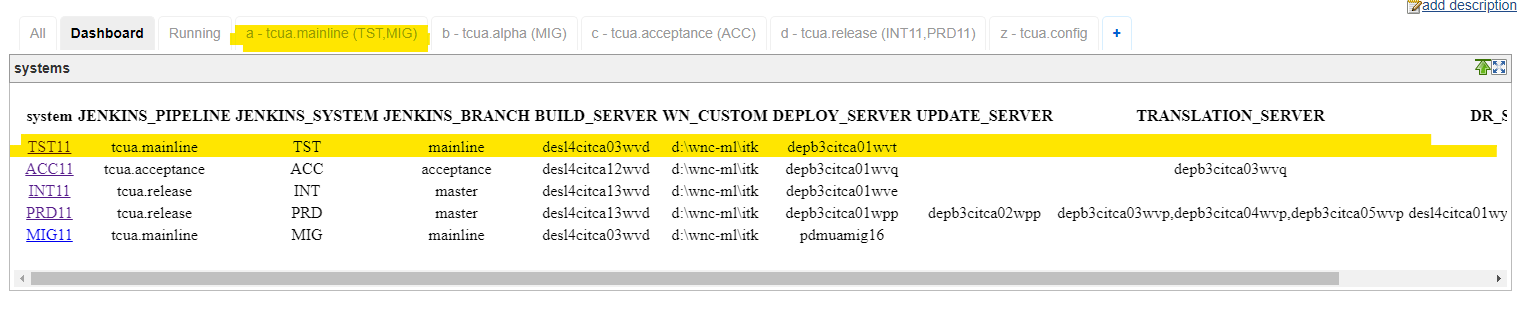 add description
All Dashboard Running a - tcua.mainline (TST,MIG) b - tcua.alpha (MIG) c - tcua.acceptance (ACC) d - tcua.release (INT11,PRD11) z - tcua.config +
systems
system JENKINS_PIPELINE JENKINS_SYSTEM JENKINS_BRANCH BUILD_SERVER WN_CUSTOM DEPLOY_SERVER UPDATE_SERVER TRANSLATION_SERVER DR_S
TST11 tcua.mainline TST mainline desl4citca03wvd d:\wnc-ml\itk depb3citca01wvt
ACC11 tcua.acceptance ACC acceptance desl4citca12wvd d:\wnc-ml\itk depb3citca01wvq depb3citca03wvq
INT11 tcua.release INT master desl4citca13wvd d:\wnc-ml\itk depb3citca01wve
PRD11 tcua.release PRD master desl4citca13wvd d:\wnc-ml\itk depb3citca01wpp depb3citca02wpp depb3citca03wvp,depb3citca04wvp,depb3citca05wvp desl4citca01wy
MIG11 tcua.mainline MIG mainline desl4citca03wvd d:\wnc-ml\itk pdmuamig16